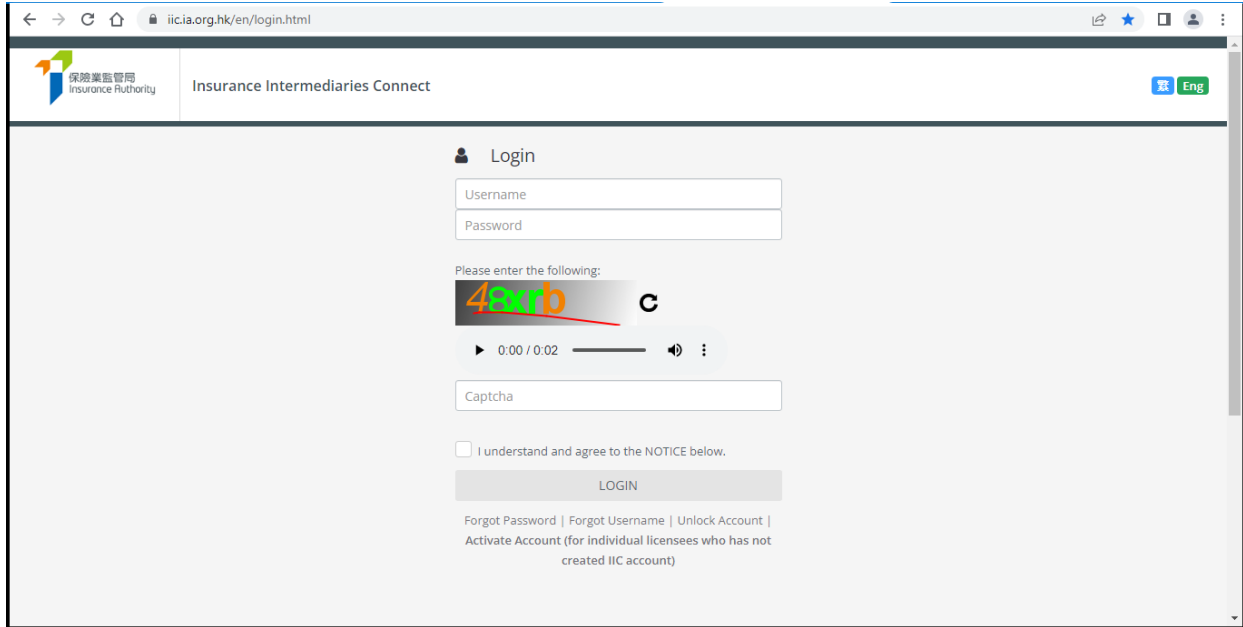 iic.ia.org.hk/en/login.html
保險業監管局
Insurance Authority
Insurance Intermediaries Connect
繁 Eng
Login
Username
Password
Please enter the following:
48xrb
0:00 / 0:02
Captcha
I understand and agree to the NOTICE below.
LOGIN
Forgot Password | Forgot Username | Unlock Account |
Activate Account (for individual licensees who has not
created IIC account)